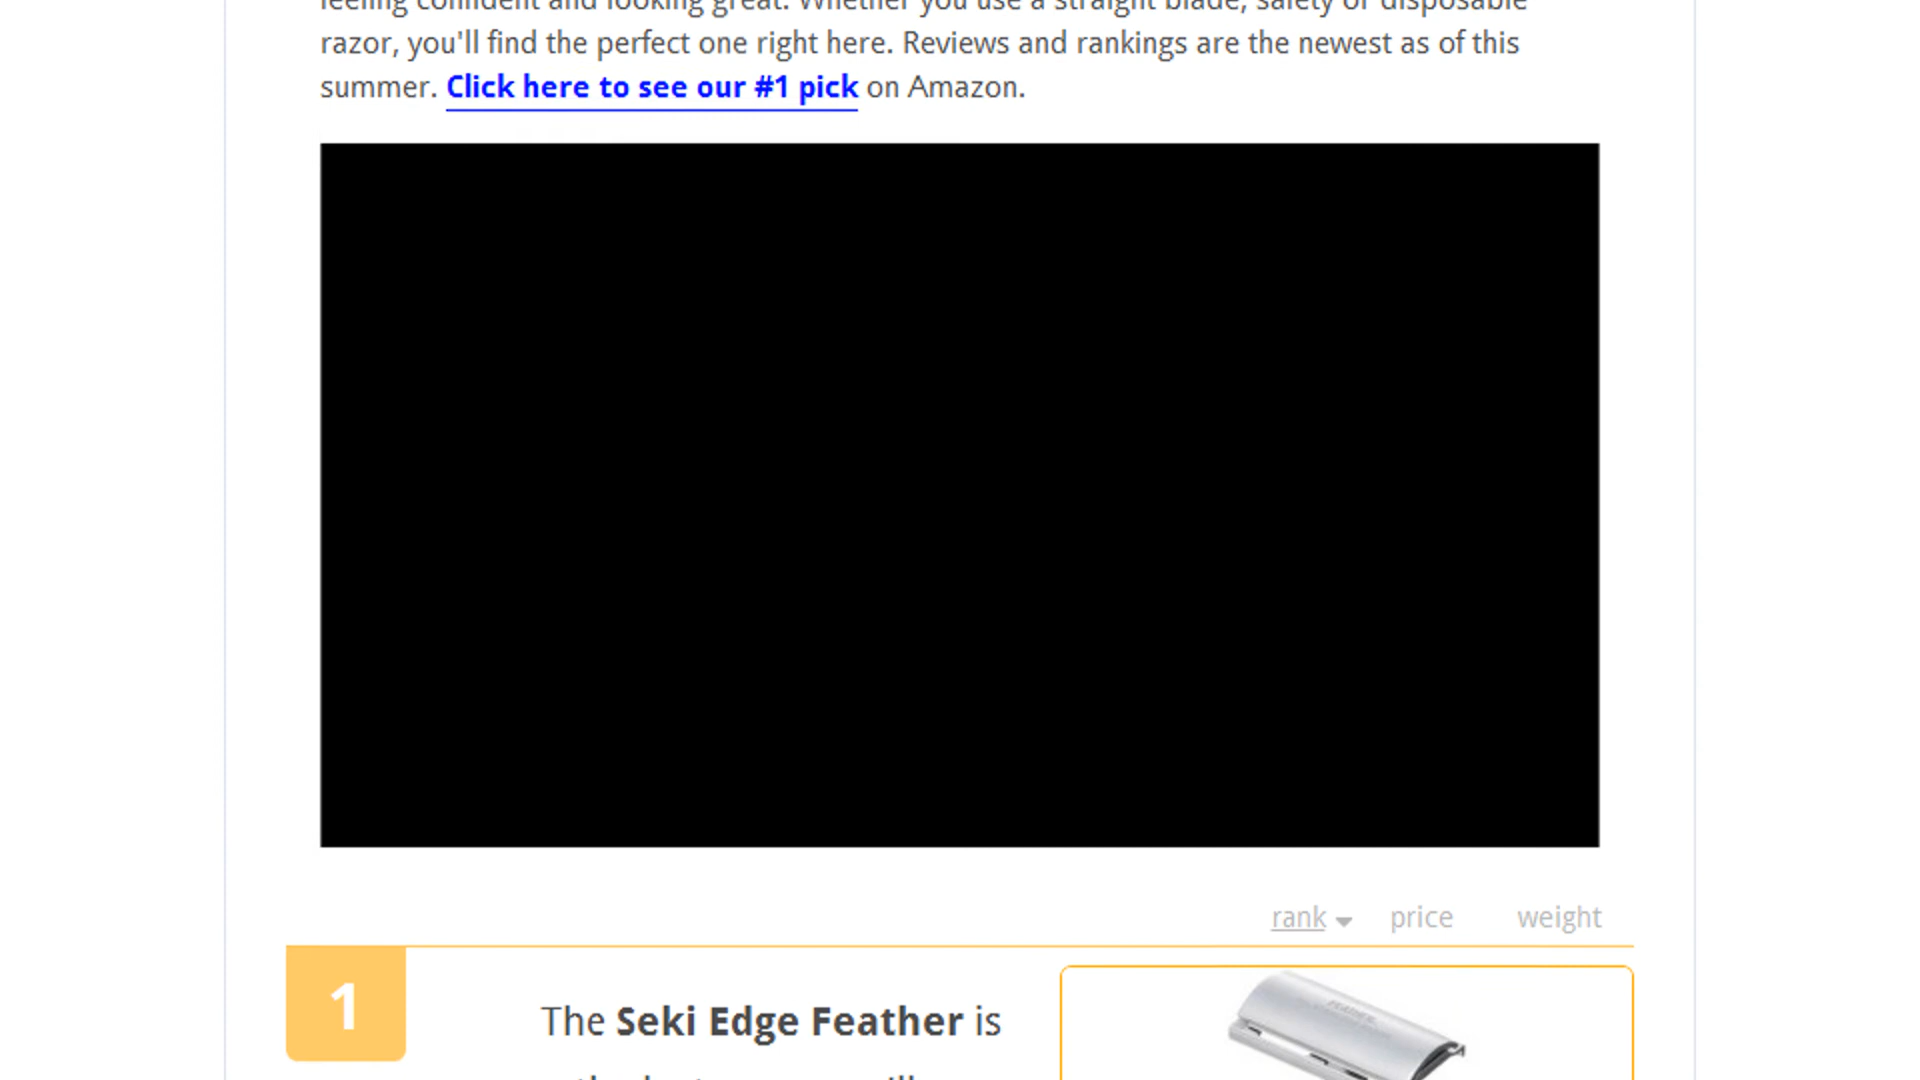 feeling confident and looking great. Whether you use a straight blade, safety or disposable
razor, you'll find the perfect one right here. Reviews and rankings are the newest as of this
summer. Click here to see our #1 pick on Amazon.
rank price weight
1
The Seki Edge Feather is